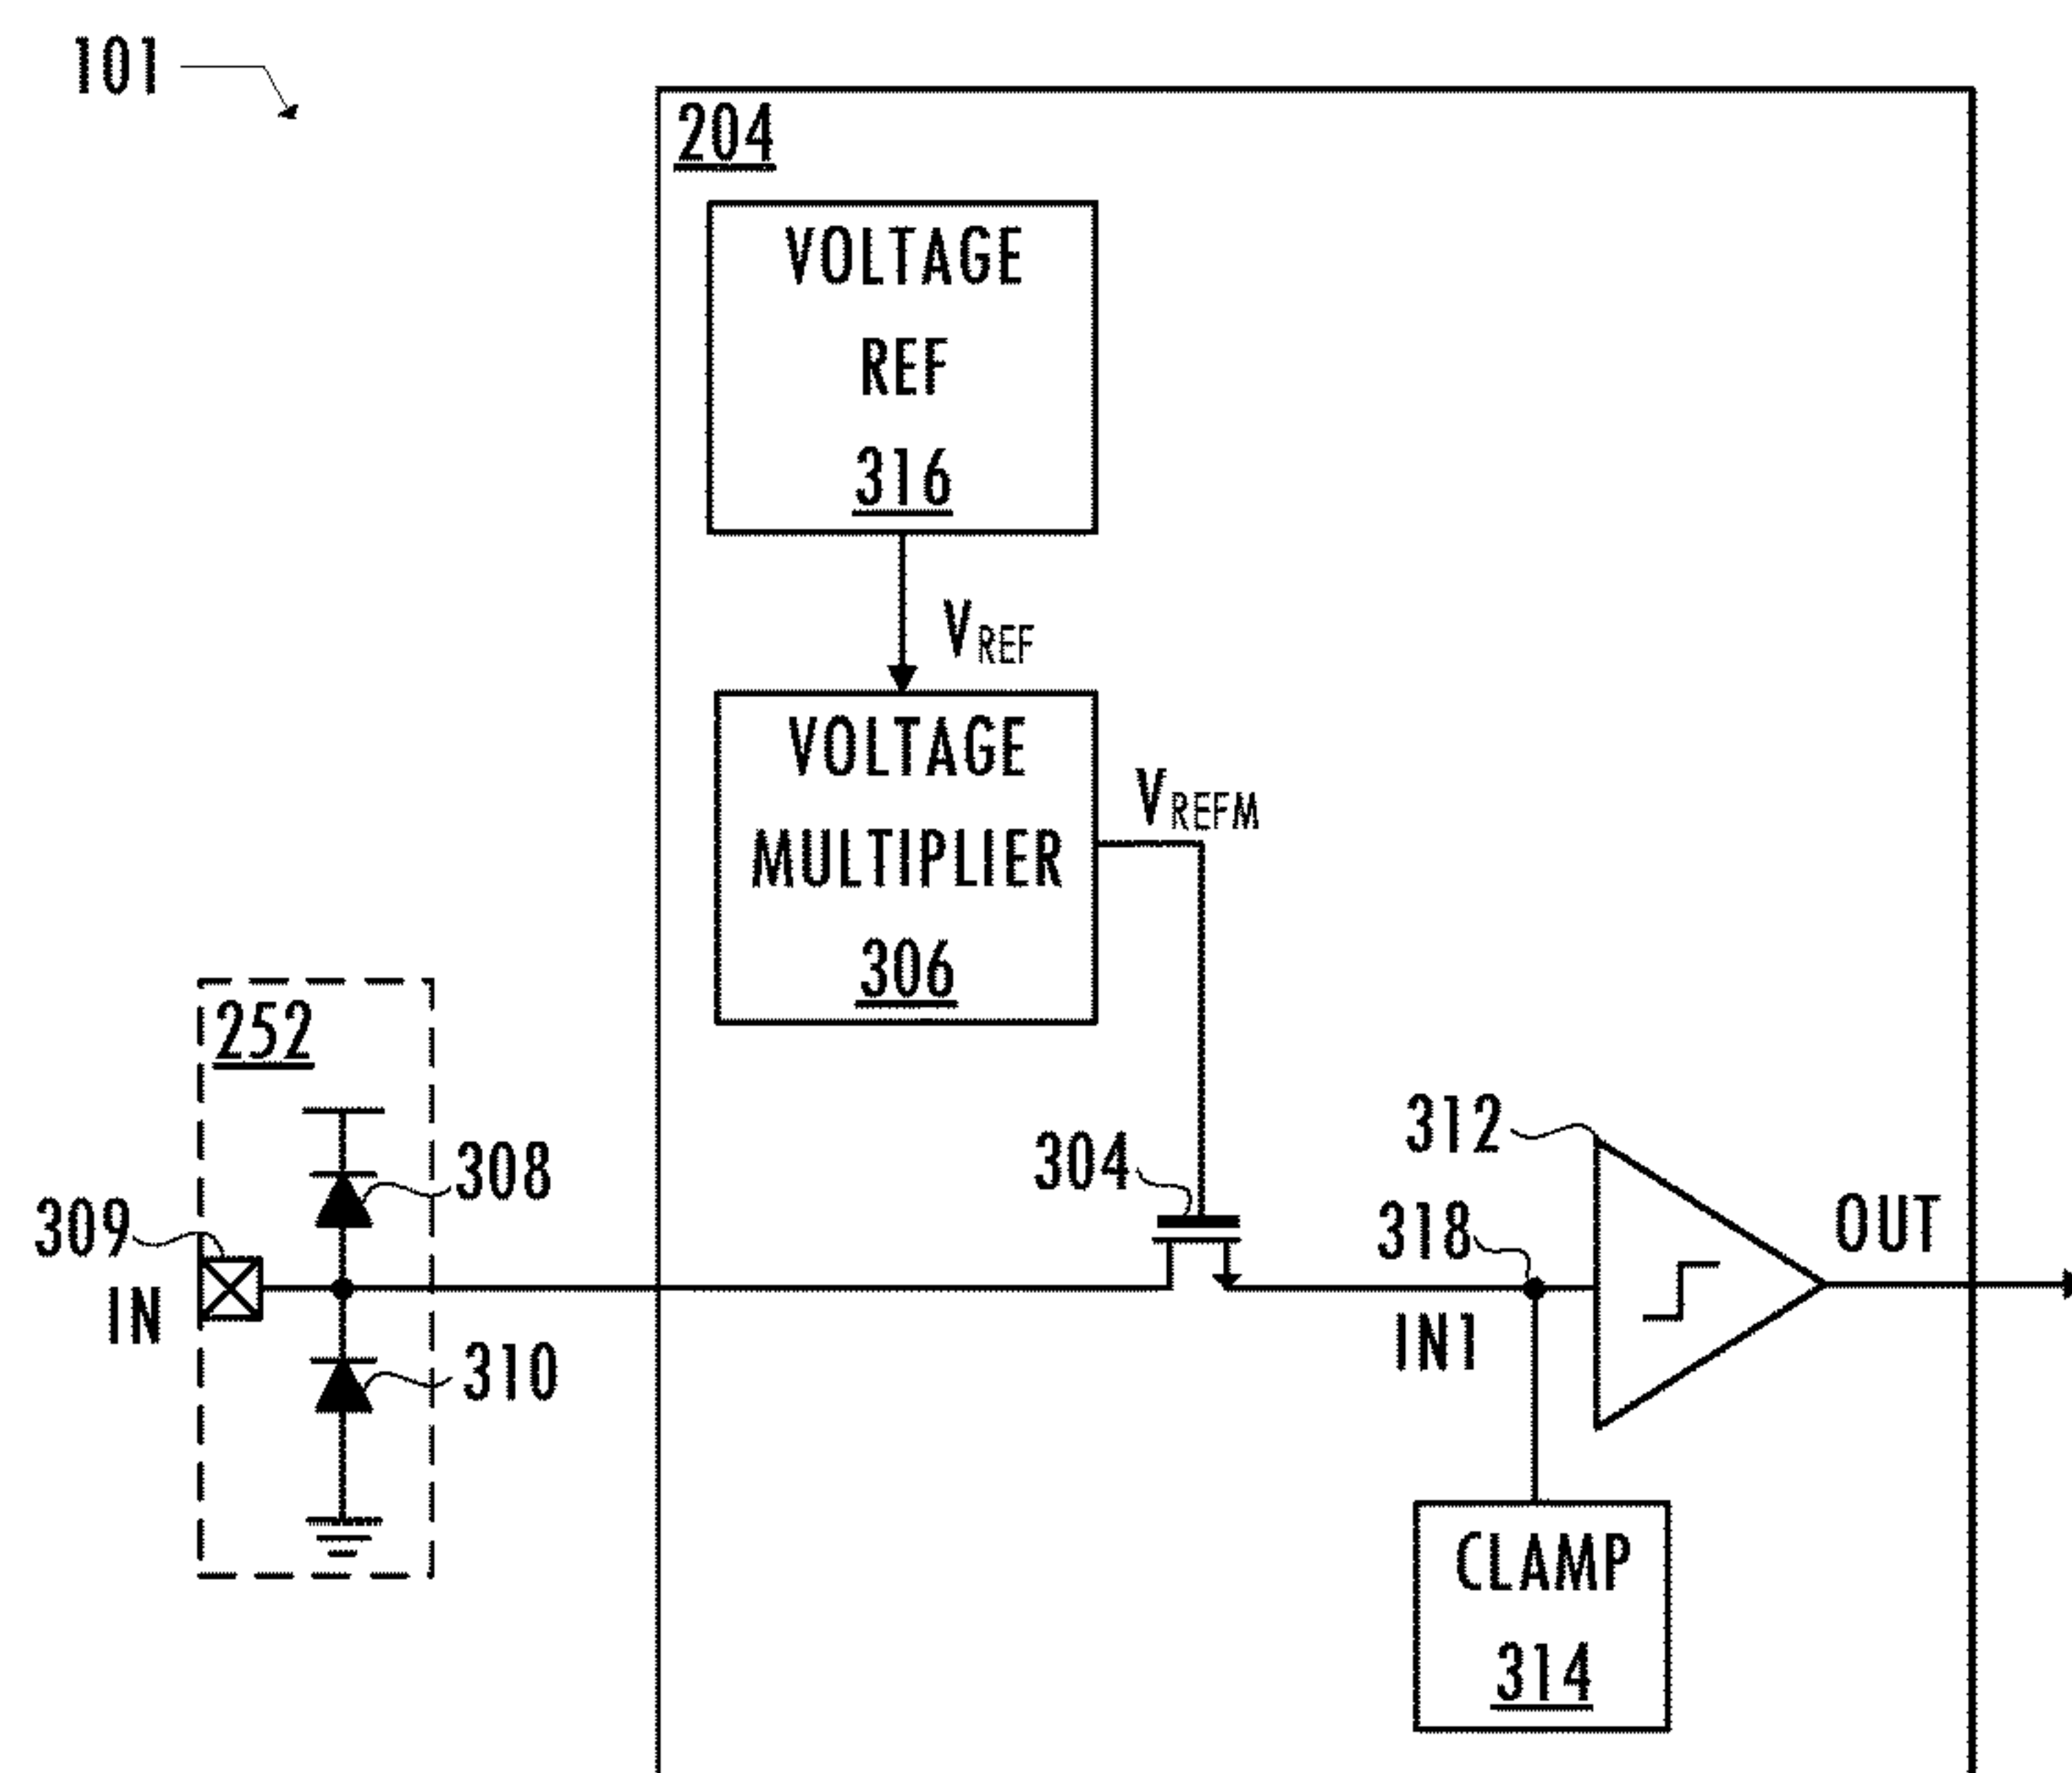 101
204
VOLTAGE
REF
316
VREF
VOLTAGE
MULTIPLIER
306
VREFM
252
308
309
IN
310
304
312
318
IN1
OUT
CLAMP
314